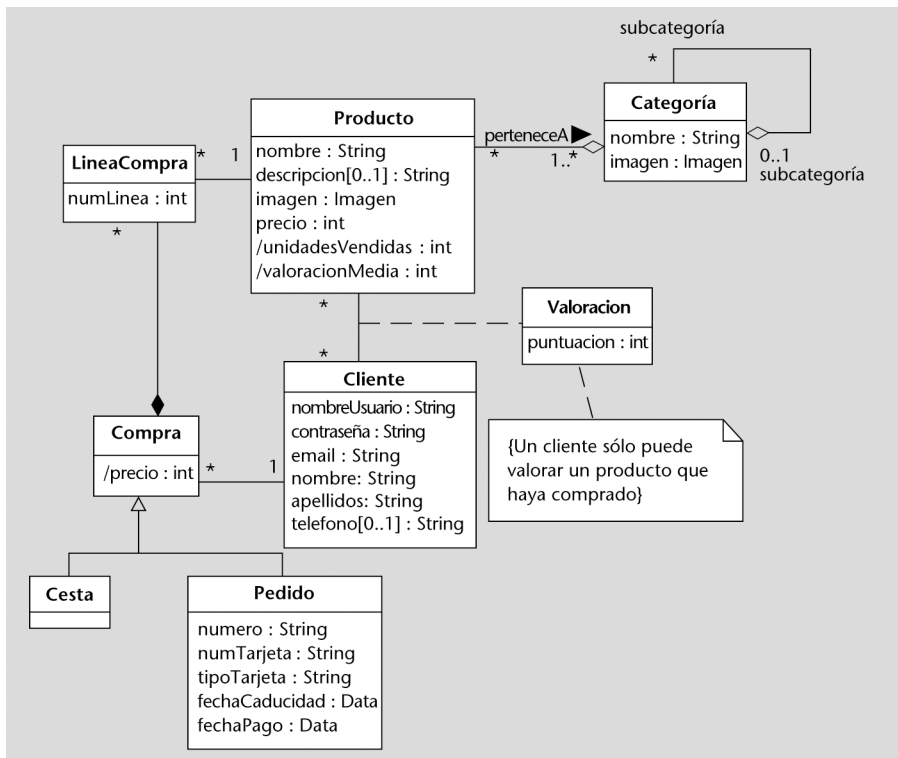 subcategoría
*
Categoría
nombre : String
imagen : Imagen
0..1
subcategoría
perteneceA
*
1..*
Producto
nombre : String
descripcion[0..1] : String
imagen : Imagen
precio : int
/unidadesVendidas : int
/valoracionMedia : int
LineaCompra
numLinea : int
*
1
*
*
*
Valoracion
puntuacion : int
Cliente
nombreUsuario : String
contraseña : String
email : String
nombre: String
apellidos: String
telefono[0..1] : String
{Un cliente sólo puede
valorar un producto que
haya comprado}
Compra
/precio : int
*
1
Cesta
Pedido
numero : String
numTarjeta : String
tipoTarjeta : String
fechaCaducidad : Data
fechaPago : Data